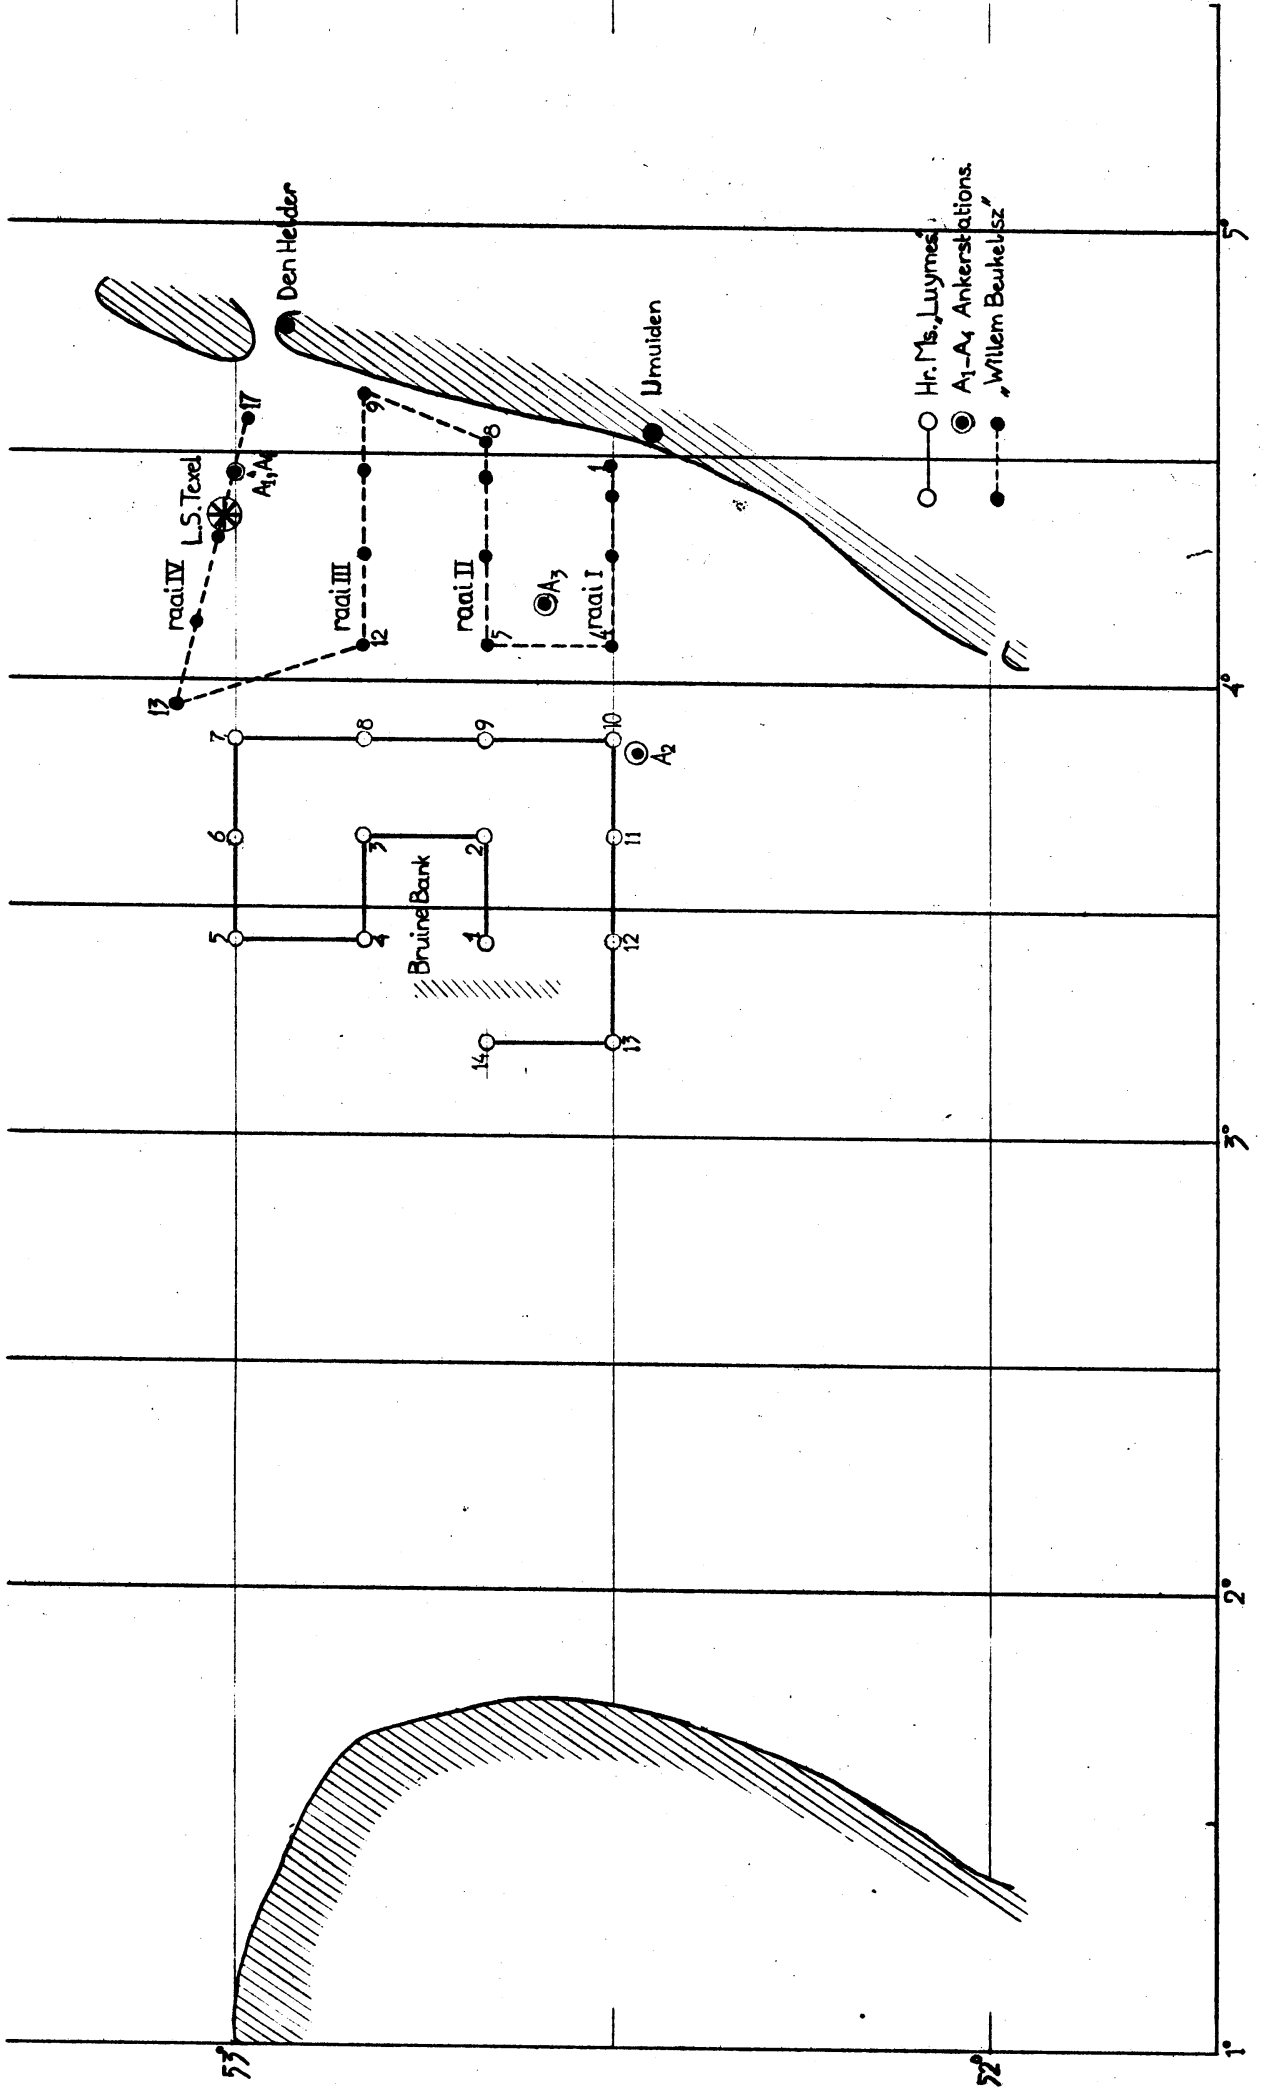 53°
52°
1°
2°
3°
4°
5°
13
raai IV
L.S. Texel
17
A1, A4
Den Helder
12
raai III
9
5
raai II
8
A3
4
raai I
1
IJmuiden
5
6
7
4
3
8
Bruine Bank
1
2
9
14
13
12
11
10
A2
Hr. Ms. „Luymes”
A1-A4 Ankerstations.
„Willem Beukelsz”